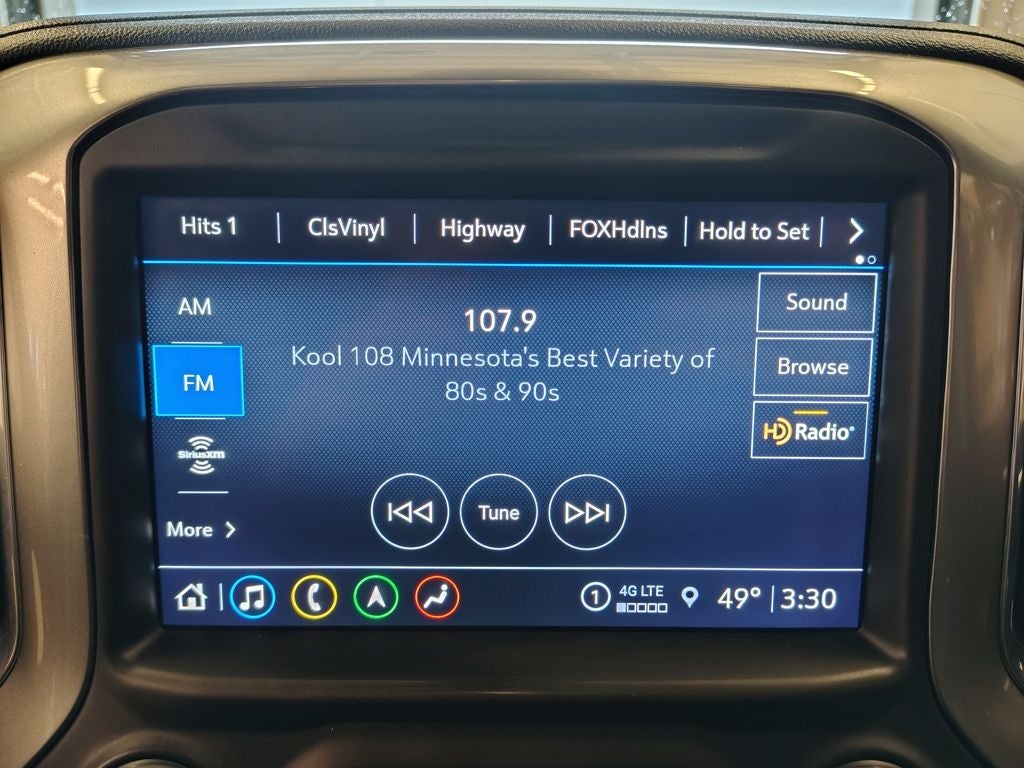 Hits 1 | ClsVinyl | Highway | FOXHdlns | Hold to Set |
AM
FM
SiriusXM
More
107.9
Kool 108 Minnesota's Best Variety of
80s & 90s
Tune
Sound
Browse
HD Radio
1 4G LTE 49° | 3:30